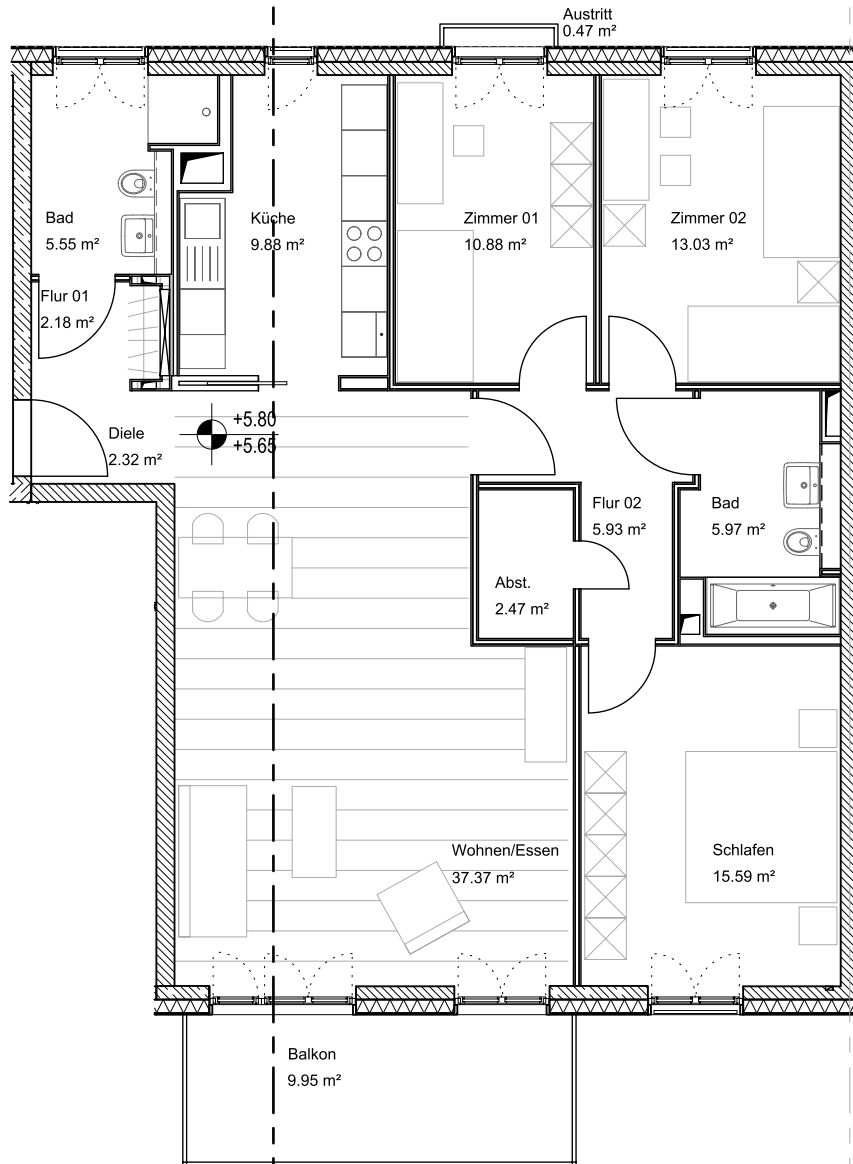 Austritt
0.47 m²
Bad
5.55 m²
Küche
9.88 m²
Zimmer 01
10.88 m²
Zimmer 02
13.03 m²
Flur 01
2.18 m²
Diele
2.32 m²
+5.80
+5.65
Flur 02
5.93 m²
Bad
5.97 m²
Abst.
2.47 m²
Wohnen/Essen
37.37 m²
Schlafen
15.59 m²
Balkon
9.95 m²